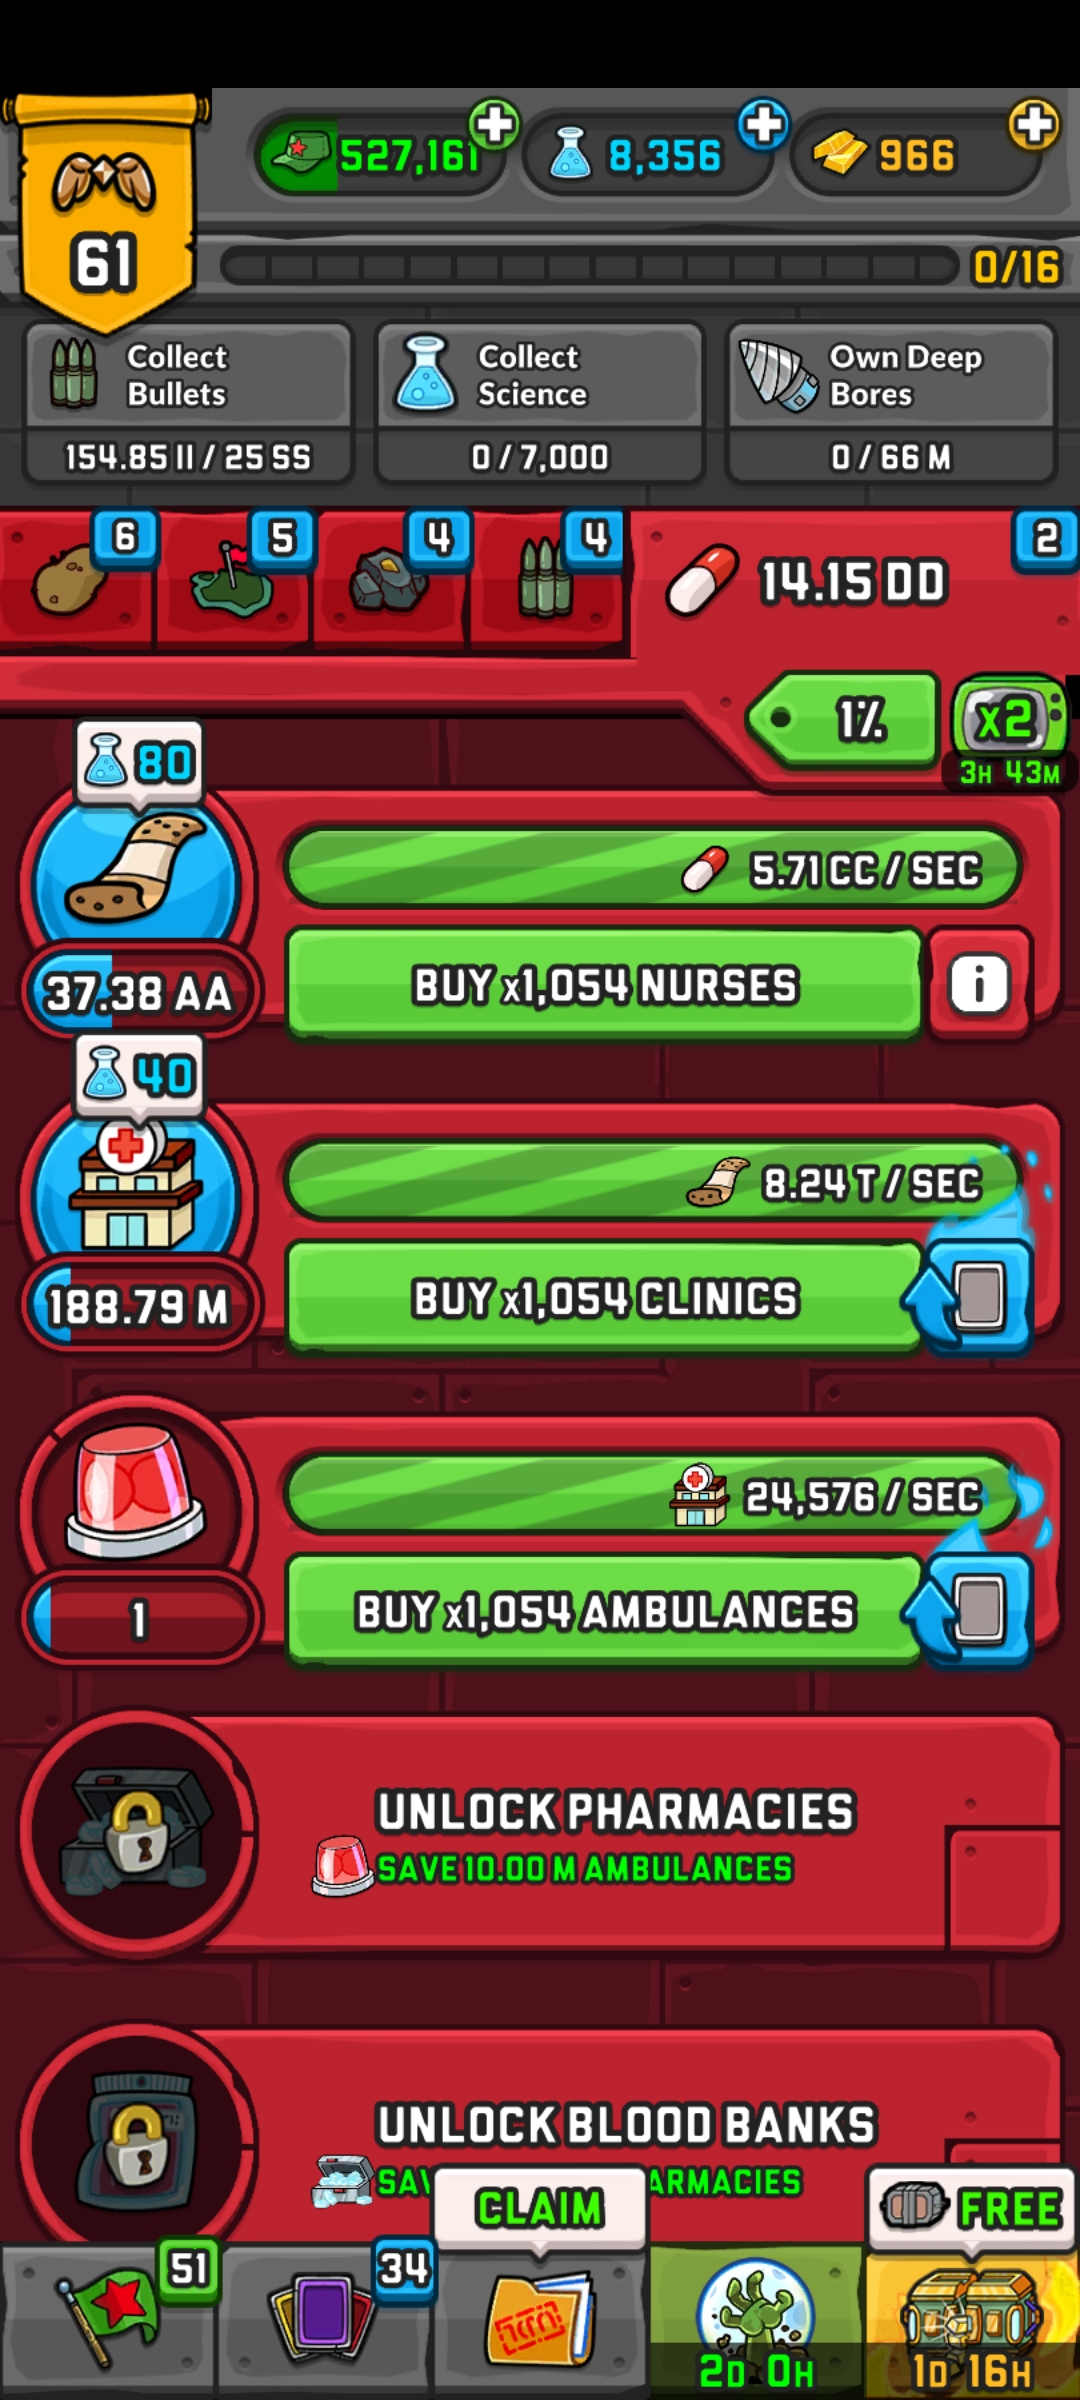 527,161
8,356
966
61
0/16
Collect
Bullets
Collect
Science
Own Deep
Bores
154.85 II / 25 SS
0 / 7,000
0 / 66 M
6
5
4
4
14.15 DD
2
1%
x2
3H 43M
80
5.71 CC / SEC
37.38 AA
BUY x1,054 NURSES
i
40
8.24 T / SEC
188.79 M
BUY x1,054 CLINICS
24,576 / SEC
1
BUY x1,054 AMBULANCES
UNLOCK PHARMACIES
SAVE 10.00 M AMBULANCES
UNLOCK BLOOD BANKS
CLAIM
FREE
51
34
2D 0H
1D 16H